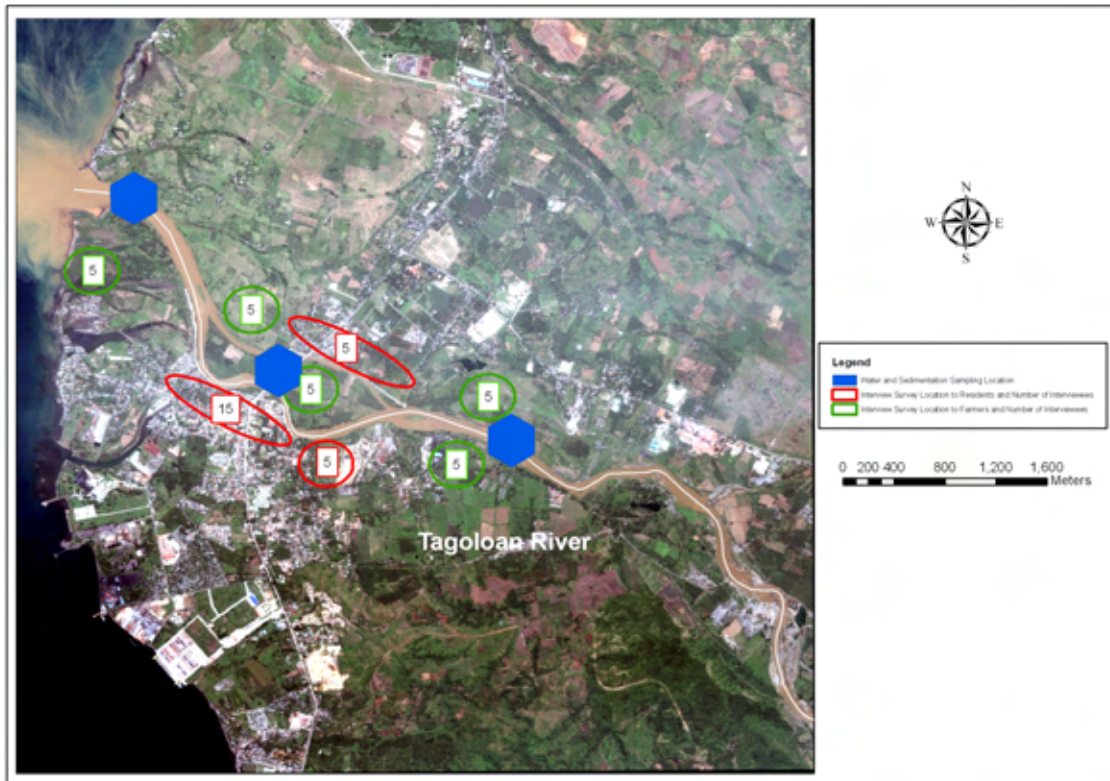 N
W E
S
5
5
5
5
5
15
5
5
Tagoloan River
Legend
Water and Sedimentation Sampling Location
Interview Survey Location to Residents and Number of Interviewees
Interview Survey Location to Farmers and Number of Interviewees
0 200 400 800 1,200 1,600
Meters